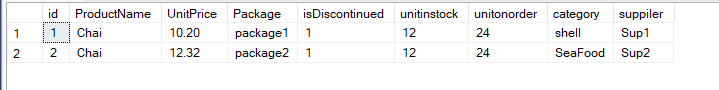 id ProductName UnitPrice Package isDiscontinued unitinstock unitonorder category suppiler
1 1 Chai 10.20 package1 1 12 24 shell Sup1
2 2 Chai 12.32 package2 1 12 24 SeaFood Sup2